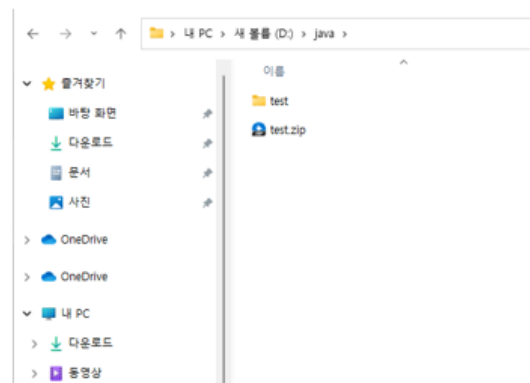 내 PC > 새 볼륨 (D:) > java >
이름
test
test.zip
즐겨찾기
바탕 화면
다운로드
문서
사진
OneDrive
OneDrive
내 PC
다운로드
동영상